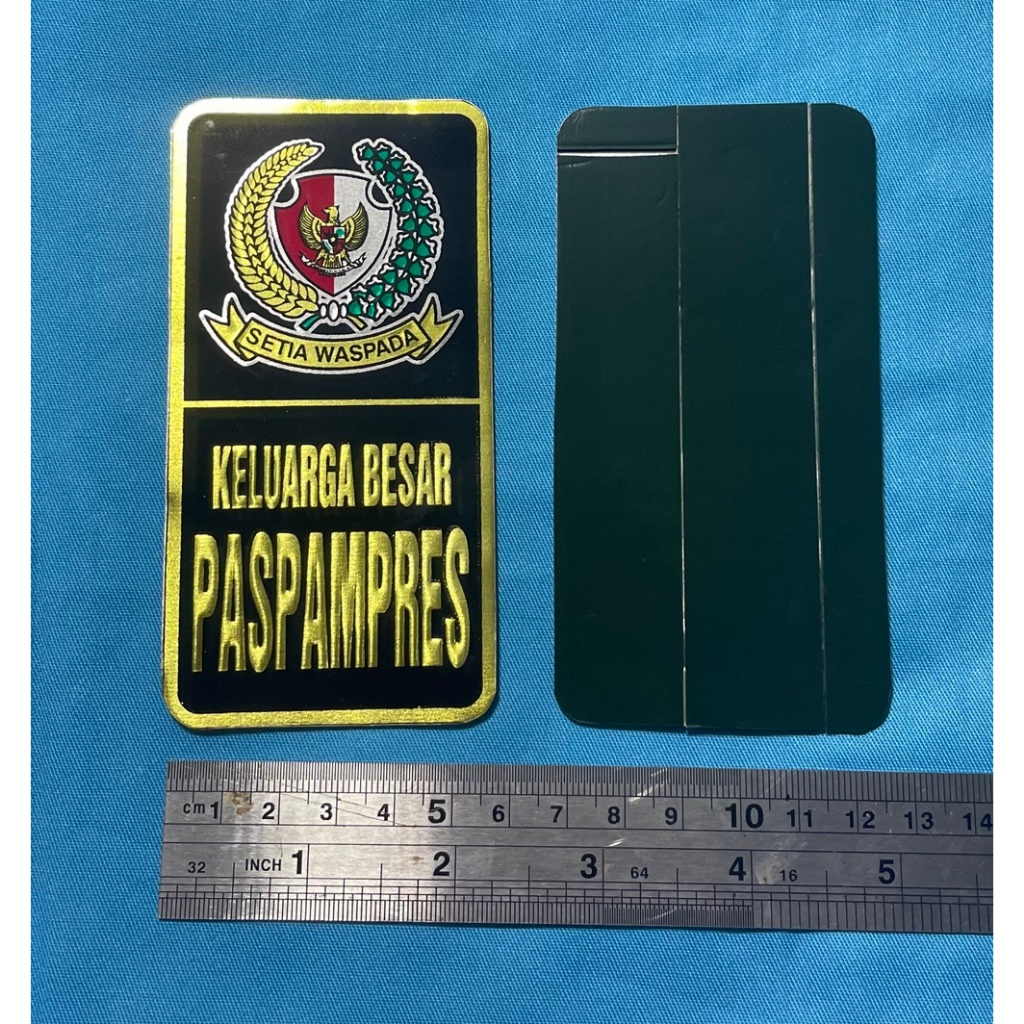 SETIA WASPADA
KELUARGA BESAR
PASPAMPRES
cm 1 2 3 4 5 6 7 8 9 10 11 12 13 14
32 INCH 1 2 3 64 4 16 5